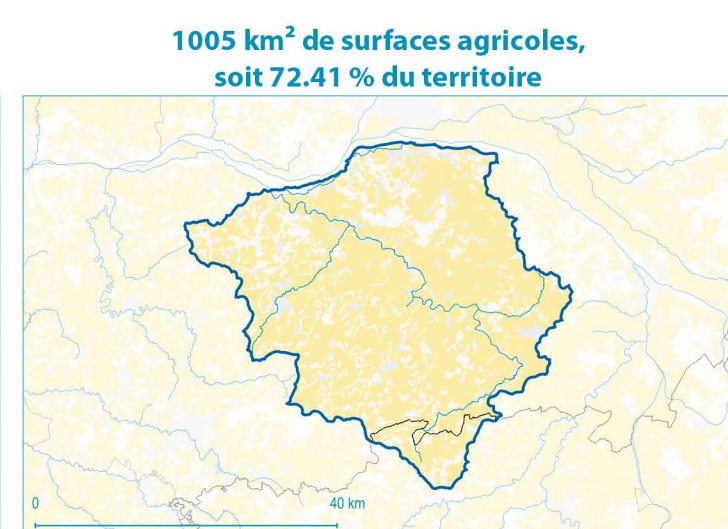 1005 km² de surfaces agricoles,
soit 72.41 % du territoire
0 40 km